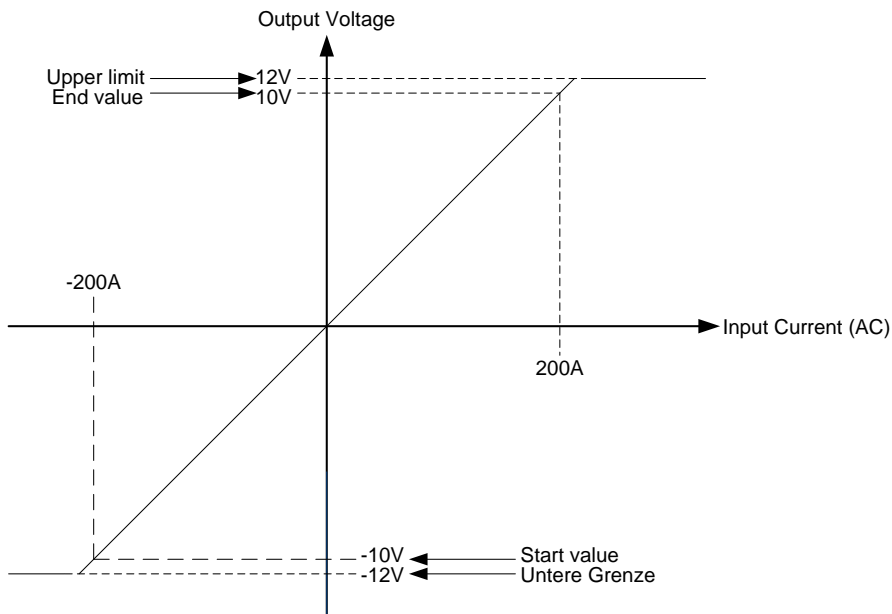 Output Voltage
Upper limit 12V
End value 10V
-200A
Input Current (AC)
200A
-10V Start value
-12V Untere Grenze